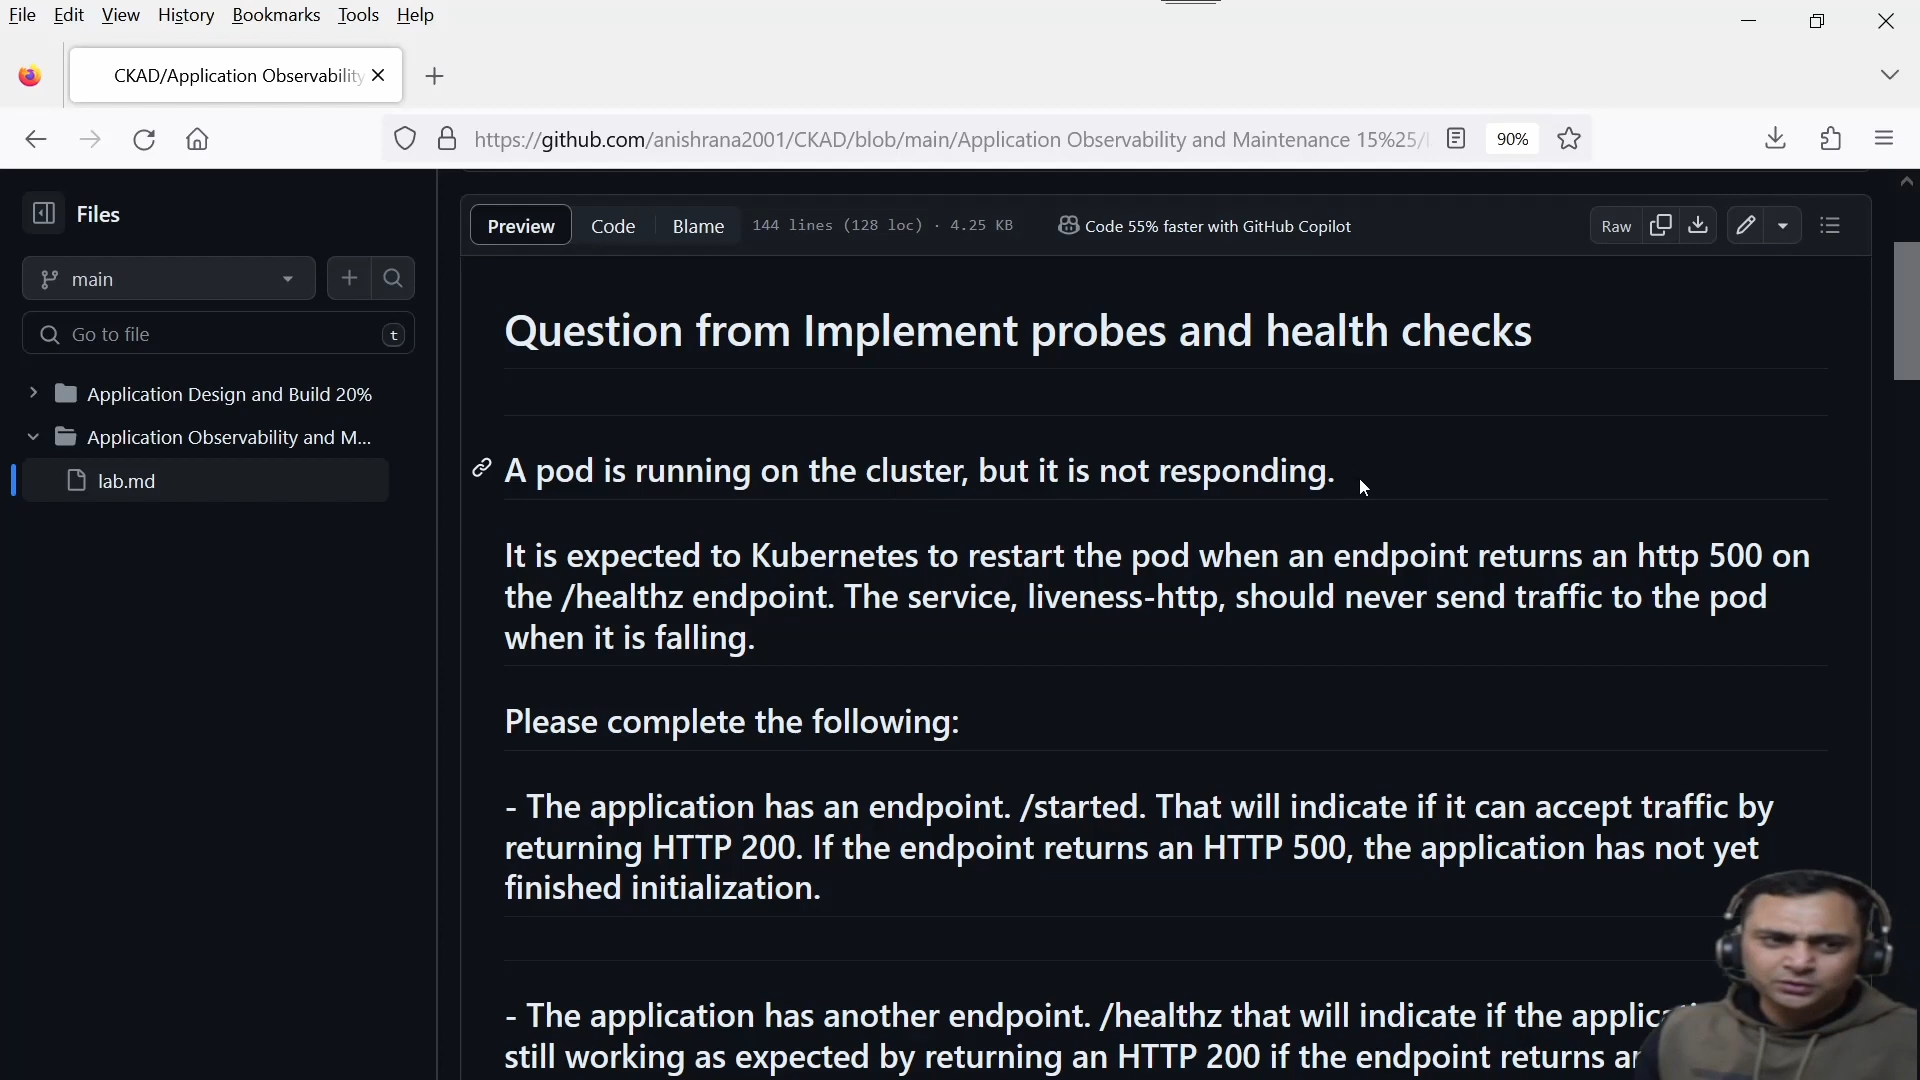 File Edit View History Bookmarks Tools Help
CKAD/Application Observability
https://github.com/anishrana2001/CKAD/blob/main/Application Observability and Maintenance 15%25/
90%
Files
main
Go to file
t
Application Design and Build 20%
Application Observability and M...
lab.md
Preview Code Blame 144 lines (128 loc) · 4.25 KB Code 55% faster with GitHub Copilot Raw
Question from Implement probes and health checks
A pod is running on the cluster, but it is not responding.
It is expected to Kubernetes to restart the pod when an endpoint returns an http 500 on
the /healthz endpoint. The service, liveness-http, should never send traffic to the pod
when it is falling.
Please complete the following:
- The application has an endpoint. /started. That will indicate if it can accept traffic by
returning HTTP 200. If the endpoint returns an HTTP 500, the application has not yet
finished initialization.
- The application has another endpoint. /healthz that will indicate if the
still working as expected by returning an HTTP 200 if the endpoint returns